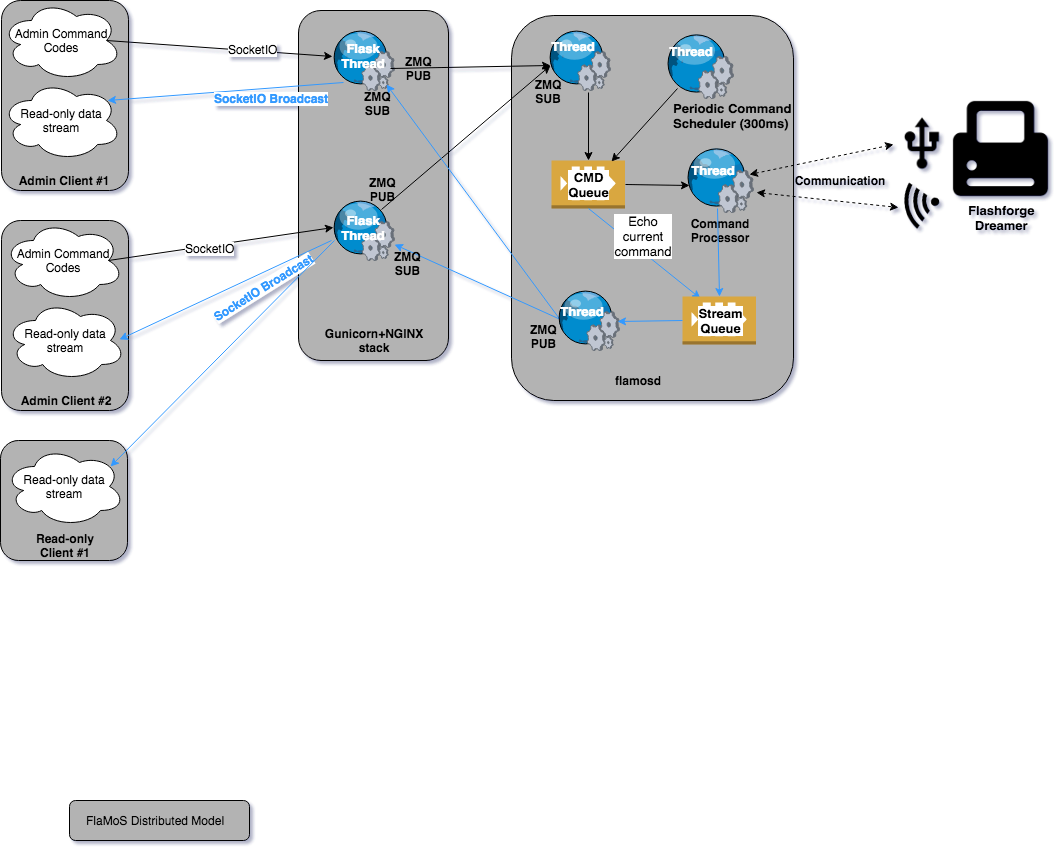 Admin Command
Codes
Read-only data
stream
Admin Client #1
SocketIO
SocketIO Broadcast
Flask
Thread
ZMQ
PUB
ZMQ
SUB
Admin Command
Codes
Read-only data
stream
Admin Client #2
SocketIO
SocketIO Broadcast
ZMQ
PUB
Flask
Thread
ZMQ
SUB
Gunicorn+NGINX
stack
Read-only data
stream
Read-only
Client #1
Thread
ZMQ
SUB
Thread
Periodic Command
Scheduler (300ms)
CMD
Queue
Thread
Command
Processor
Echo
current
command
Stream
Queue
Thread
ZMQ
PUB
flamosd
Communication
Flashforge
Dreamer
FlaMoS Distributed Model